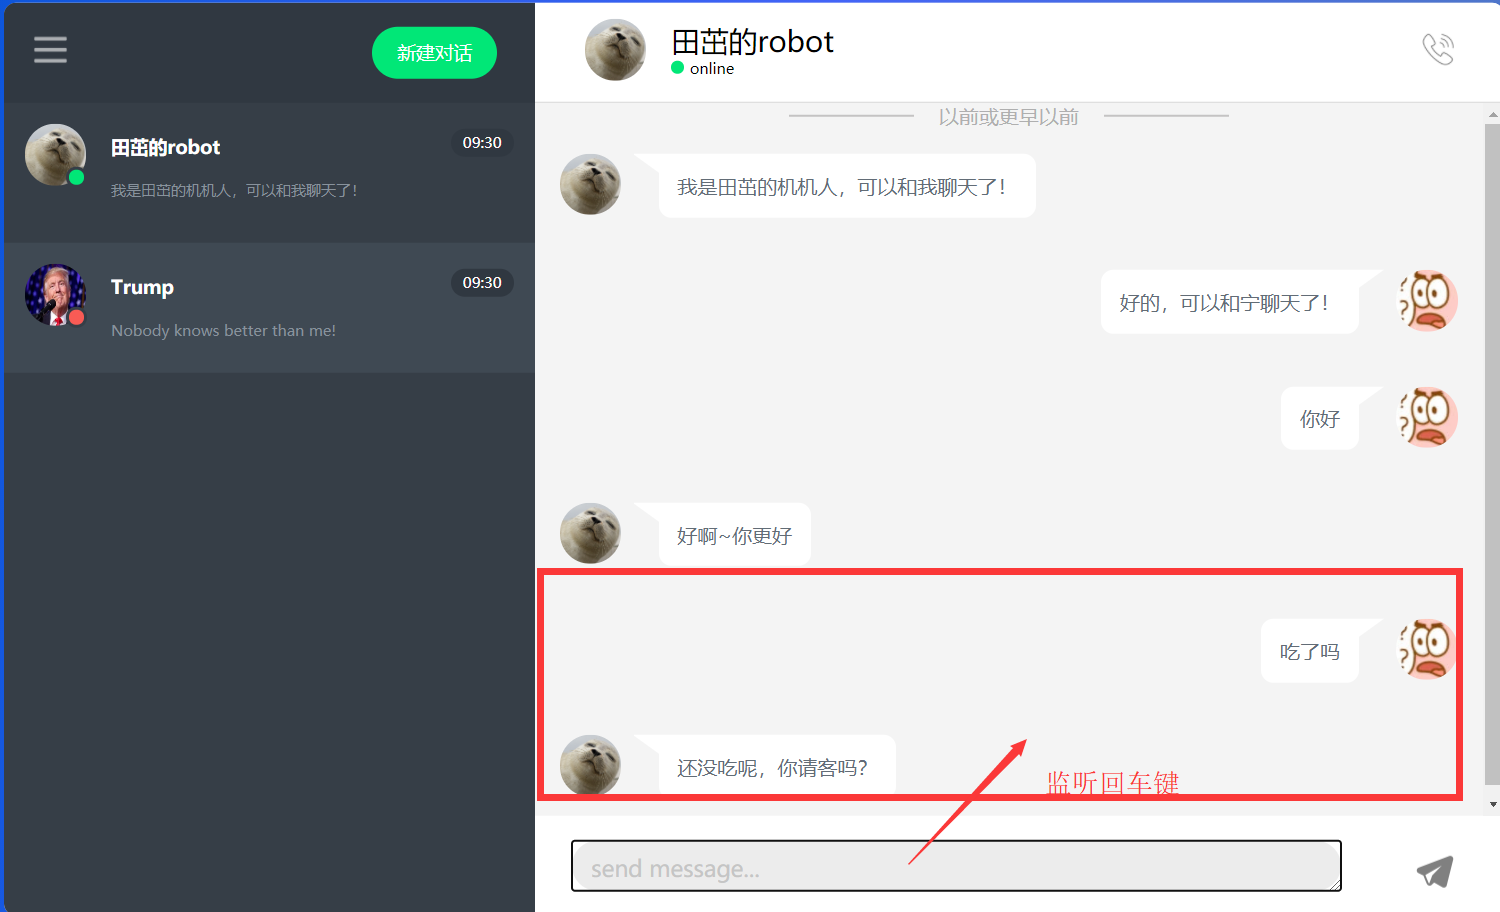 新建对话
田茁的robot
09:30
我是田茁的机机人，可以和我聊天了！
Trump
09:30
Nobody knows better than me!
田茁的robot
online
以前或更早以前
我是田茁的机机人，可以和我聊天了！
好的，可以和宁聊天了！
你好
好啊~你更好
吃了吗
还没吃呢，你请客吗？
监听回车键
send message...